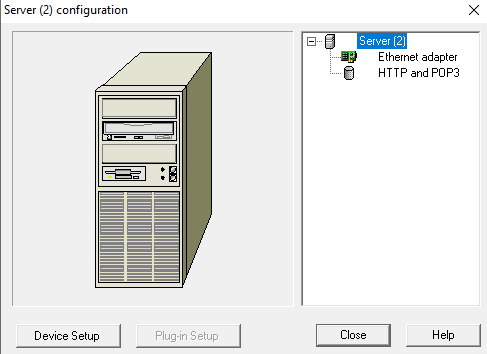 Server (2) configuration
Server (2)
Ethernet adapter
HTTP and POP3
Device Setup
Plug-in Setup
Close
Help